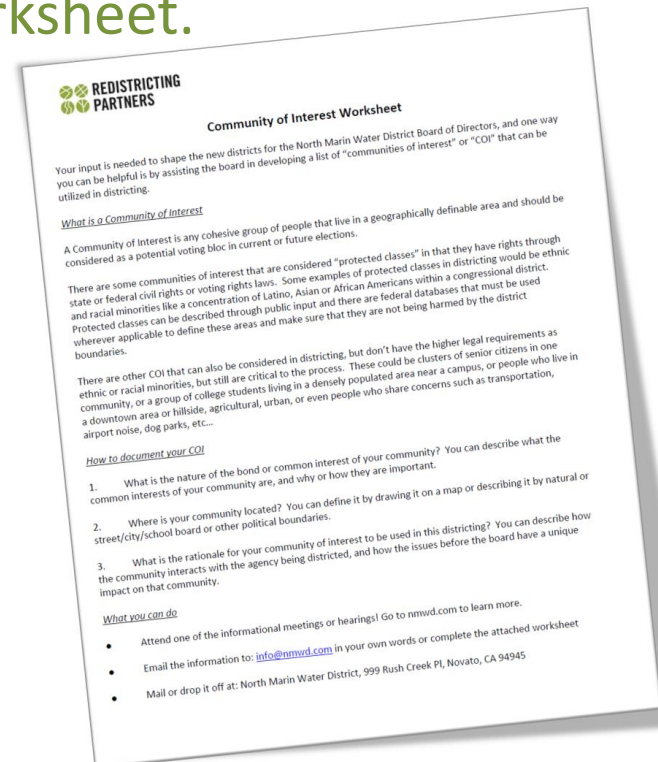 rksheet.
REDISTRICTING
PARTNERS
Community of Interest Worksheet
Your input is needed to shape the new districts for the North Marin Water District Board of Directors, and one way
you can be helpful is by assisting the board in developing a list of “communities of interest” or “COI” that can be
utilized in districting.
What is a Community of Interest
A Community of Interest is any cohesive group of people that live in a geographically definable area and should be
considered as a potential voting bloc in current or future elections.
There are some communities of interest that are considered “protected classes” in that they have rights through
state or federal civil rights or voting rights laws. Some examples of protected classes in districting would be ethnic
and racial minorities like a concentration of Latino, Asian or African Americans within a congressional district.
Protected classes can be described through public input and there are federal databases that must be used
wherever applicable to define these areas and make sure that they are not being harmed by the district
boundaries.
There are other COI that can also be considered in districting, but don’t have the higher legal requirements as
ethnic or racial minorities, but still are critical to the process. These could be clusters of senior citizens in one
community, or a group of college students living in a densely populated area near a campus, or people who live in
a downtown area or hillside, agricultural, urban, or even people who share concerns such as transportation,
airport noise, dog parks, etc...
How to document your COI
1. What is the nature of the bond or common interest of your community? You can describe what the
common interests of your community are, and why or how they are important.
2. Where is your community located? You can define it by drawing it on a map or describing it by natural or
street/city/school board or other political boundaries.
3. What is the rationale for your community of interest to be used in this districting? You can describe how
the community interacts with the agency being districted, and how the issues before the board have a unique
impact on that community.
What you can do
• Attend one of the informational meetings or hearings! Go to nmwd.com to learn more.
• Email the information to: info@nmwd.com in your own words or complete the attached worksheet
• Mail or drop it off at: North Marin Water District, 999 Rush Creek Pl, Novato, CA 94945